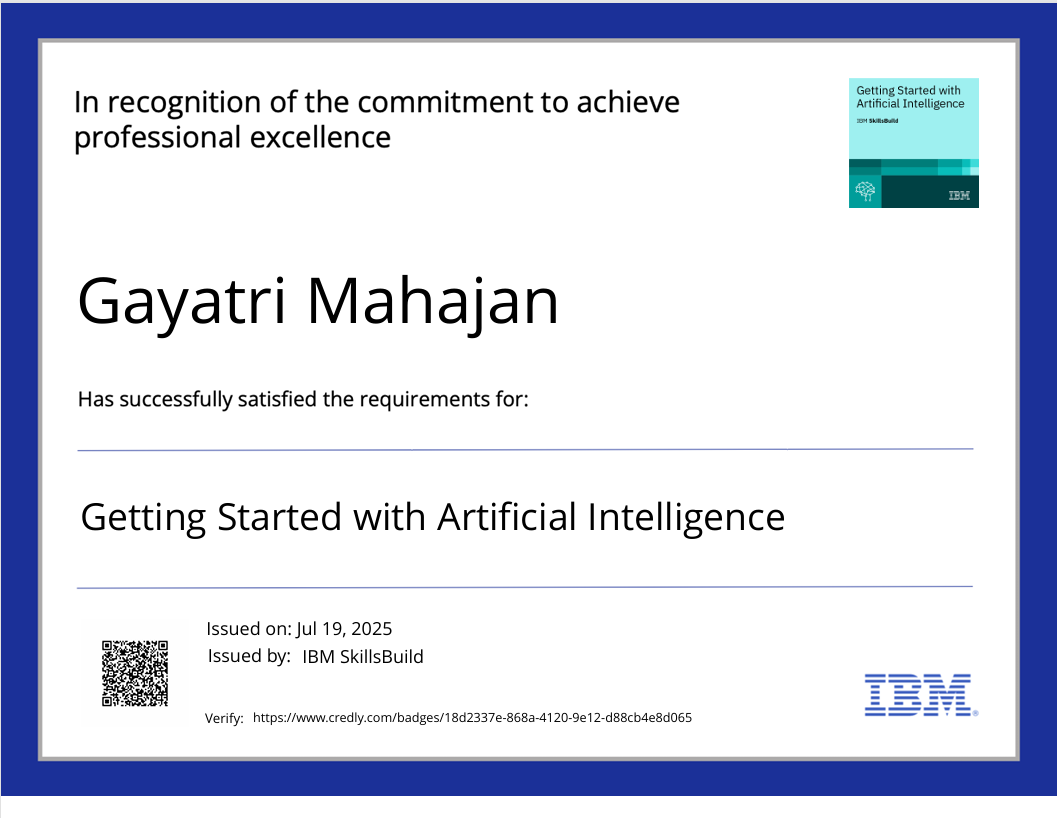 In recognition of the commitment to achieve
professional excellence
Getting Started with
Artificial Intelligence
IBM SkillsBuild
IBM
Gayatri Mahajan
Has successfully satisfied the requirements for:
Getting Started with Artificial Intelligence
Issued on: Jul 19, 2025
Issued by: IBM SkillsBuild
Verify: https://www.credly.com/badges/18d2337e-868a-4120-9e12-d88cb4e8d065
IBM®